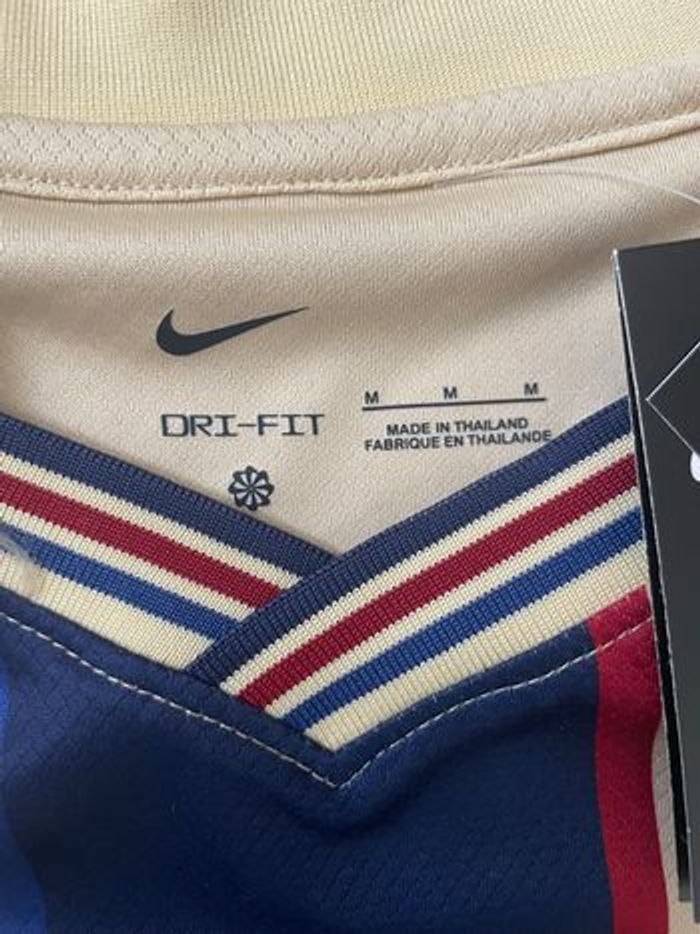 DRI-FIT
M M M
MADE IN THAILAND
FABRIQUE EN THAILANDE